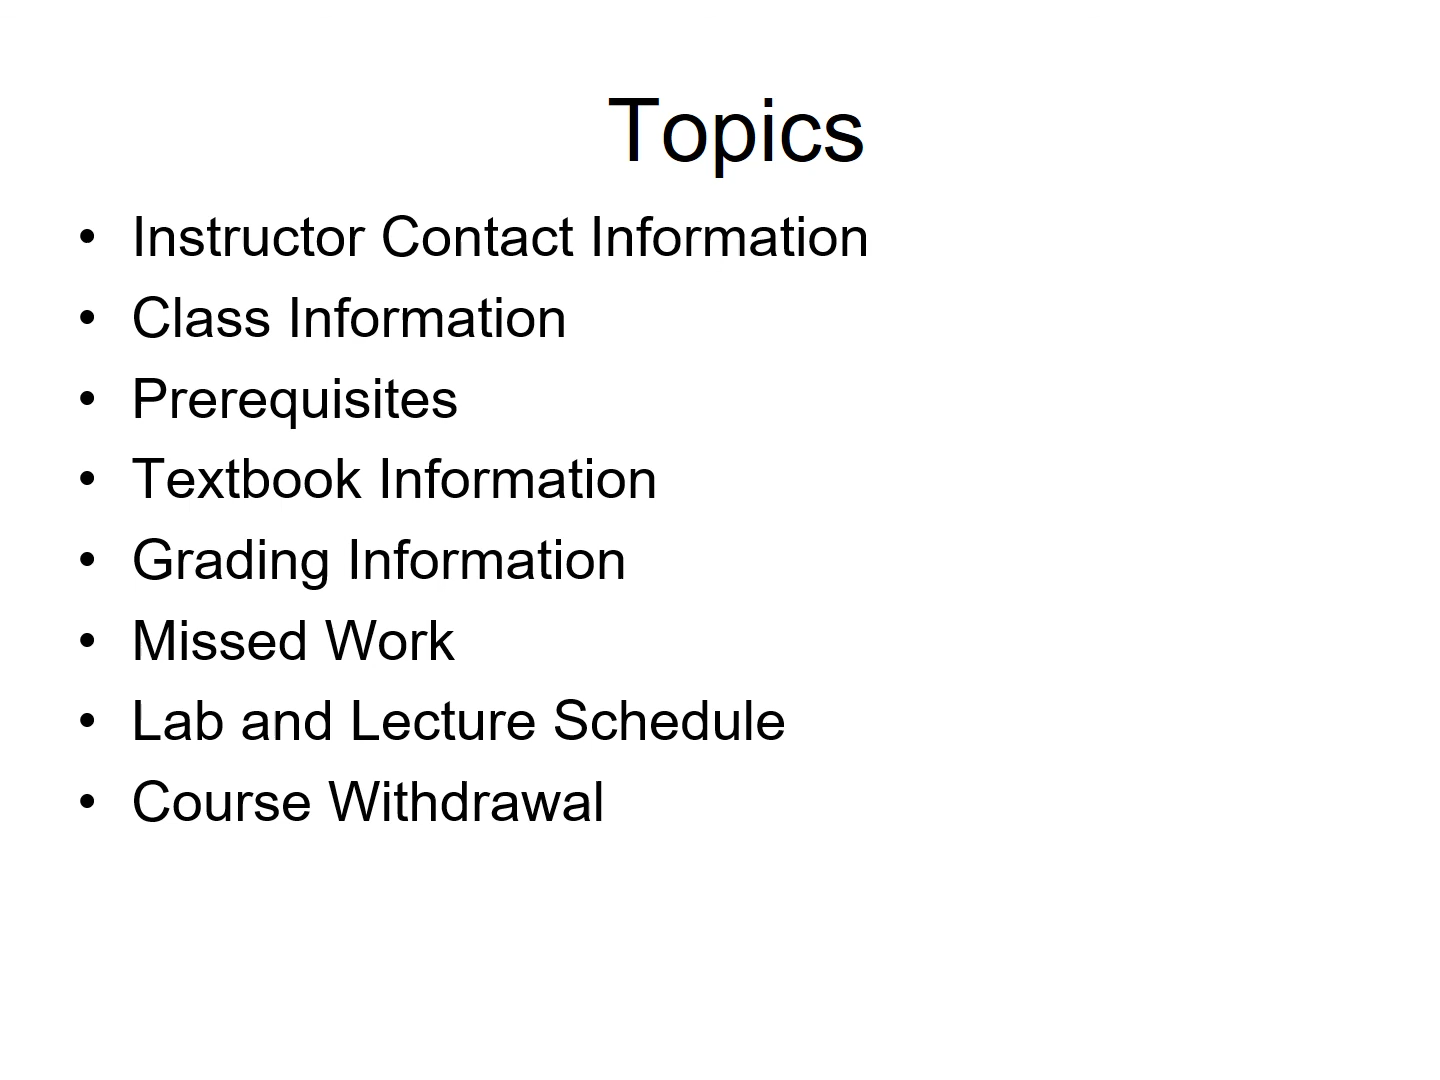 Topics
• Instructor Contact Information
• Class Information
• Prerequisites
• Textbook Information
• Grading Information
• Missed Work
• Lab and Lecture Schedule
• Course Withdrawal